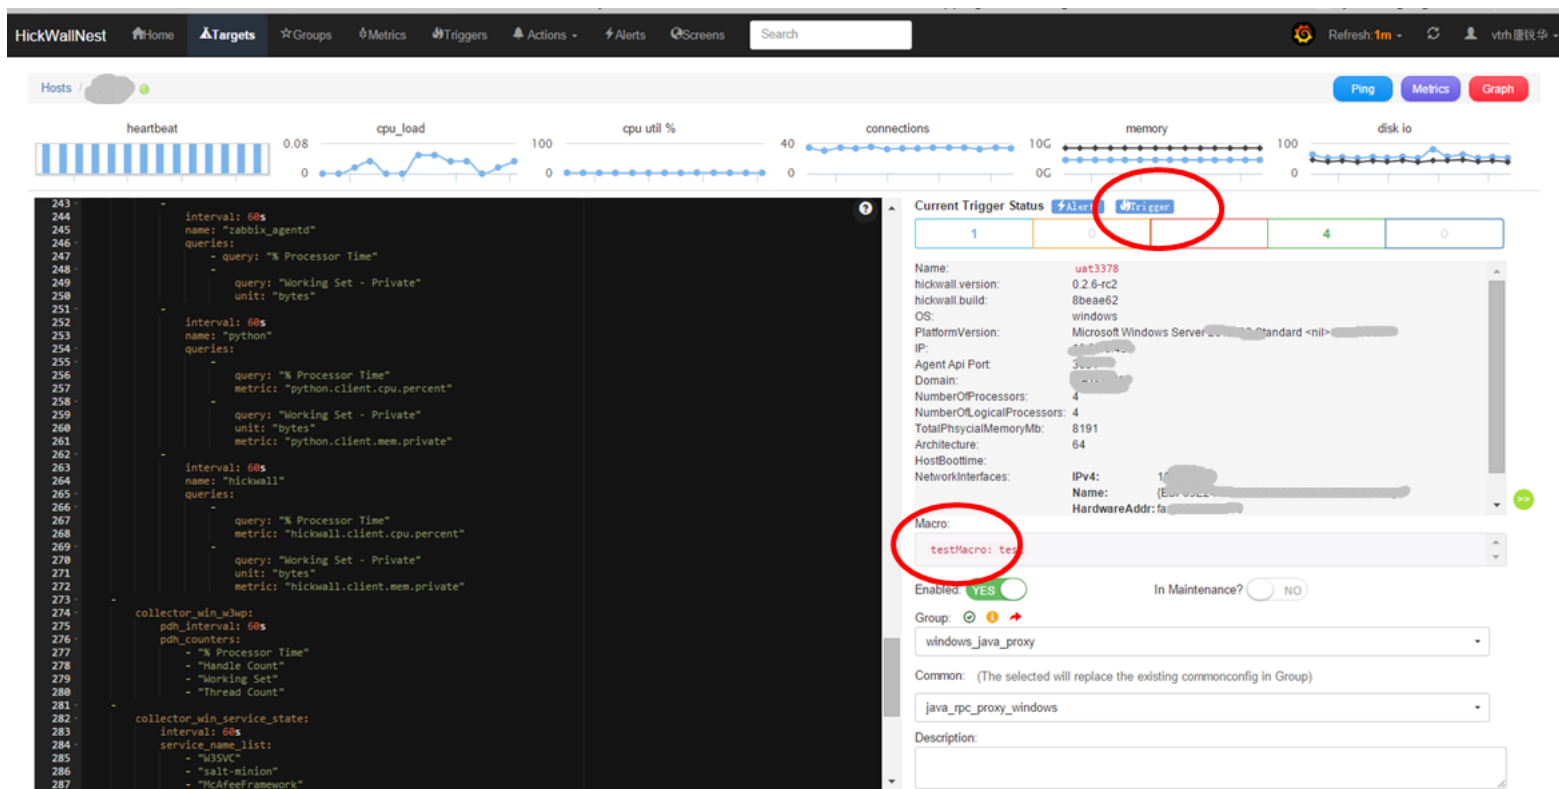 HickWallNest Home Targets Groups Metrics Triggers Actions Alerts Screens Search Refresh:1m vtrh唐锐华
Hosts / Ping Metrics Graph
heartbeat cpu_load cpu util % connections memory disk io
0.08 100 40 10G 100
0 0 0 0G 0
243 -
244 interval: 60s
245 name: "zabbix_agentd"
246 queries:
247 - query: "% Processor Time"
248 -
249 query: "Working Set - Private"
250 unit: "bytes"
251 -
252 interval: 60s
253 name: "python"
254 queries:
255 -
256 query: "% Processor Time"
257 metric: "python.client.cpu.percent"
258 -
259 query: "Working Set - Private"
260 unit: "bytes"
261 metric: "python.client.mem.private"
262 -
263 interval: 60s
264 name: "hickwall"
265 queries:
266 -
267 query: "% Processor Time"
268 metric: "hickwall.client.cpu.percent"
269 -
270 query: "Working Set - Private"
271 unit: "bytes"
272 metric: "hickwall.client.mem.private"
273 -
274 collector_win_w3wp:
275 pdh_interval: 60s
276 pdh_counters:
277 - "% Processor Time"
278 - "Handle Count"
279 - "Working Set"
280 - "Thread Count"
281 -
282 collector_win_service_state:
283 interval: 60s
284 service_name_list:
285 - "W3SVC"
286 - "salt-minion"
287 - "McAfeeFramework"
Current Trigger Status Alert Trigger
1 0 4 0
Name: uat3378
hickwall.version: 0.2.6-rc2
hickwall.build: 8beae62
OS: windows
PlatformVersion: Microsoft Windows Server Standard <nil>
IP:
Agent Api Port:
Domain:
NumberOfProcessors: 4
NumberOfLogicalProcessors: 4
TotalPhsycialMemoryMb: 8191
Architecture: 64
HostBoottime:
NetworkInterfaces: IPv4:
Name:
HardwareAddr: fa
>>
Macro:
testMacro: test
Enabled: YES In Maintenance? NO
Group:
windows_java_proxy
Common: (The selected will replace the existing commonconfig in Group)
java_rpc_proxy_windows
Description: